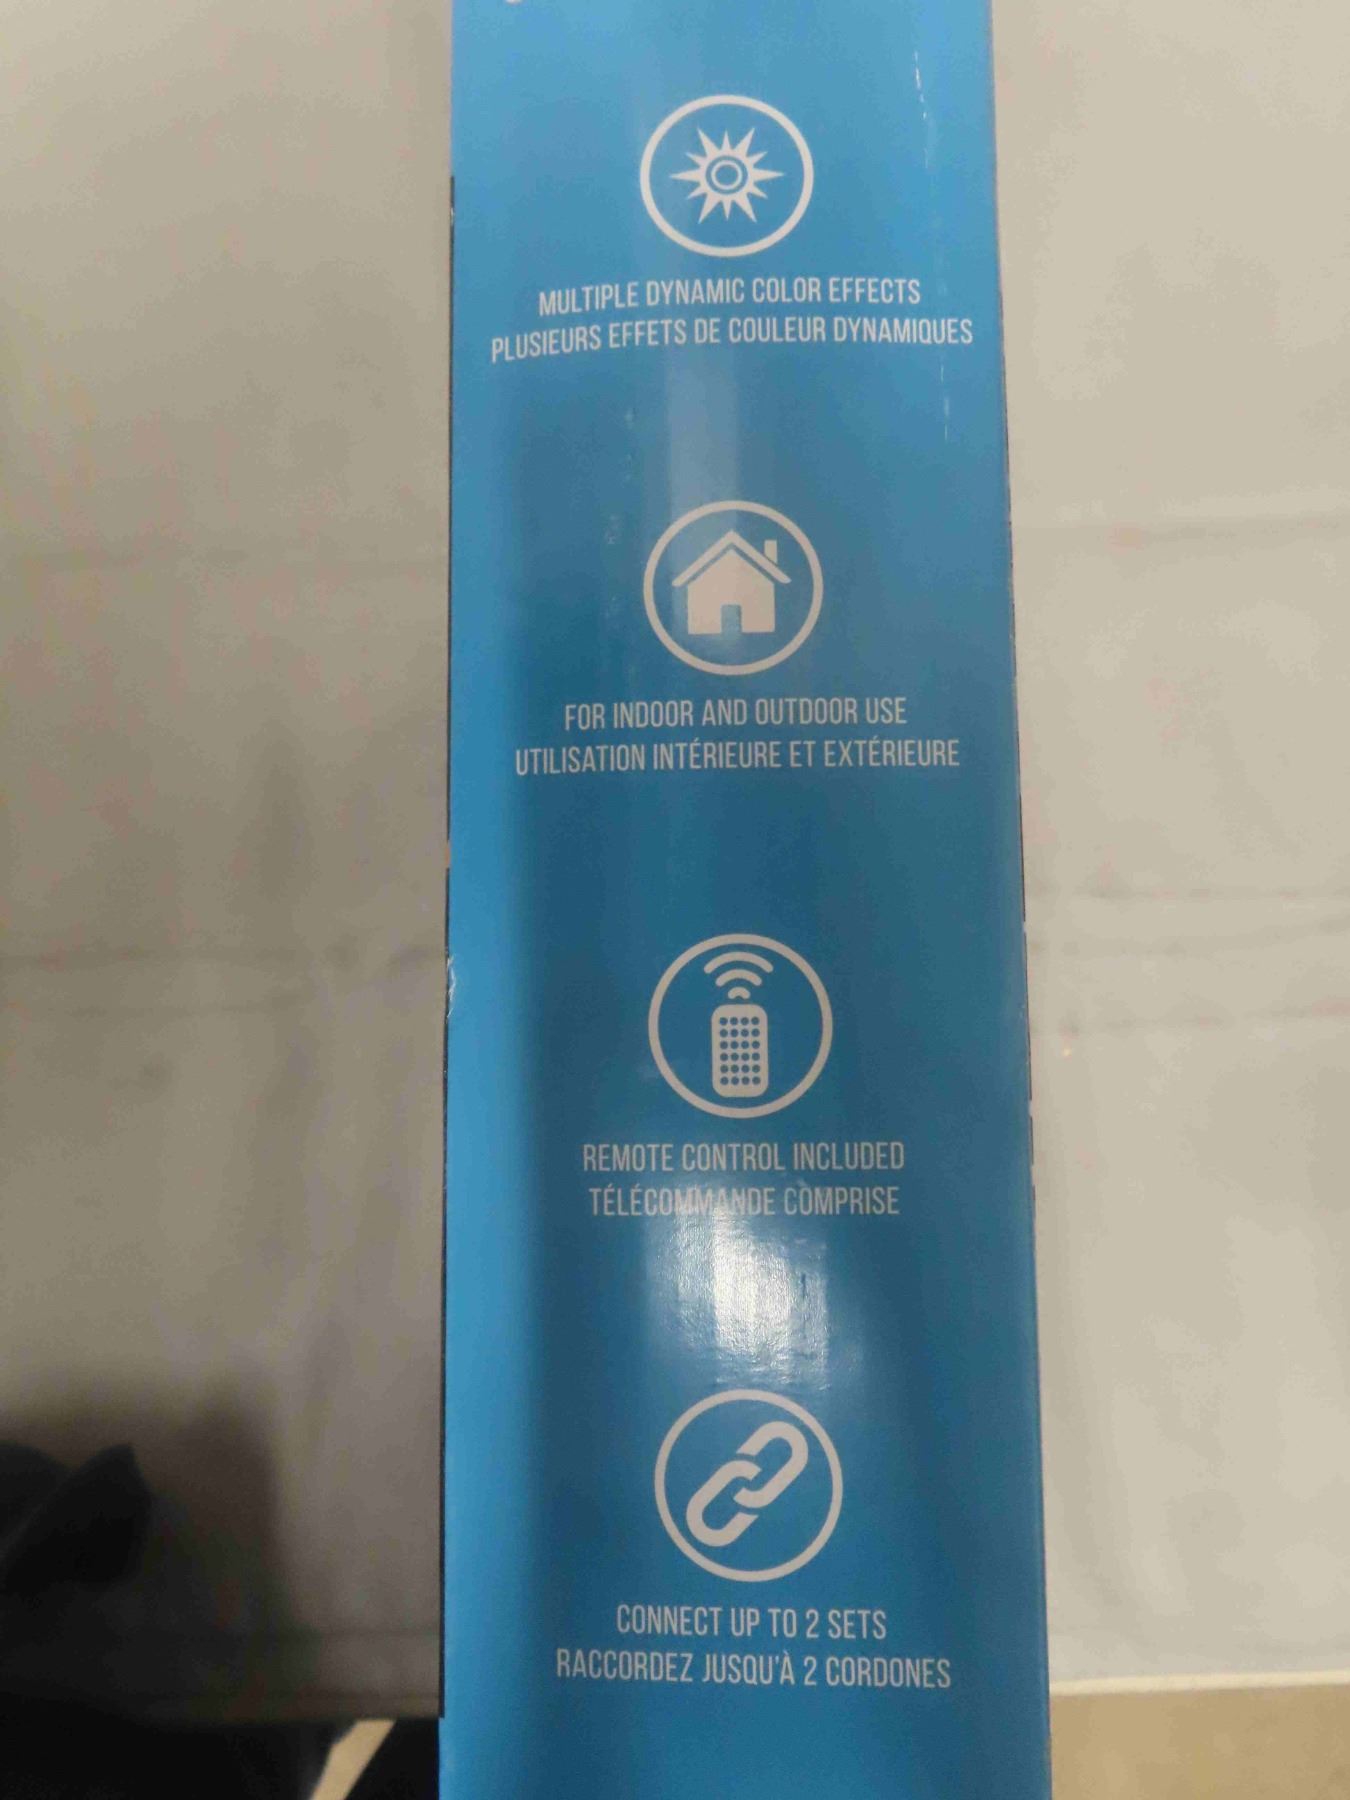 MULTIPLE DYNAMIC COLOR EFFECTS
PLUSIEURS EFFETS DE COULEUR DYNAMIQUES
FOR INDOOR AND OUTDOOR USE
UTILISATION INTÉRIEURE ET EXTÉRIEURE
REMOTE CONTROL INCLUDED
TÉLÉCOMMANDE COMPRISE
CONNECT UP TO 2 SETS
RACCORDEZ JUSQU'À 2 CORDONES